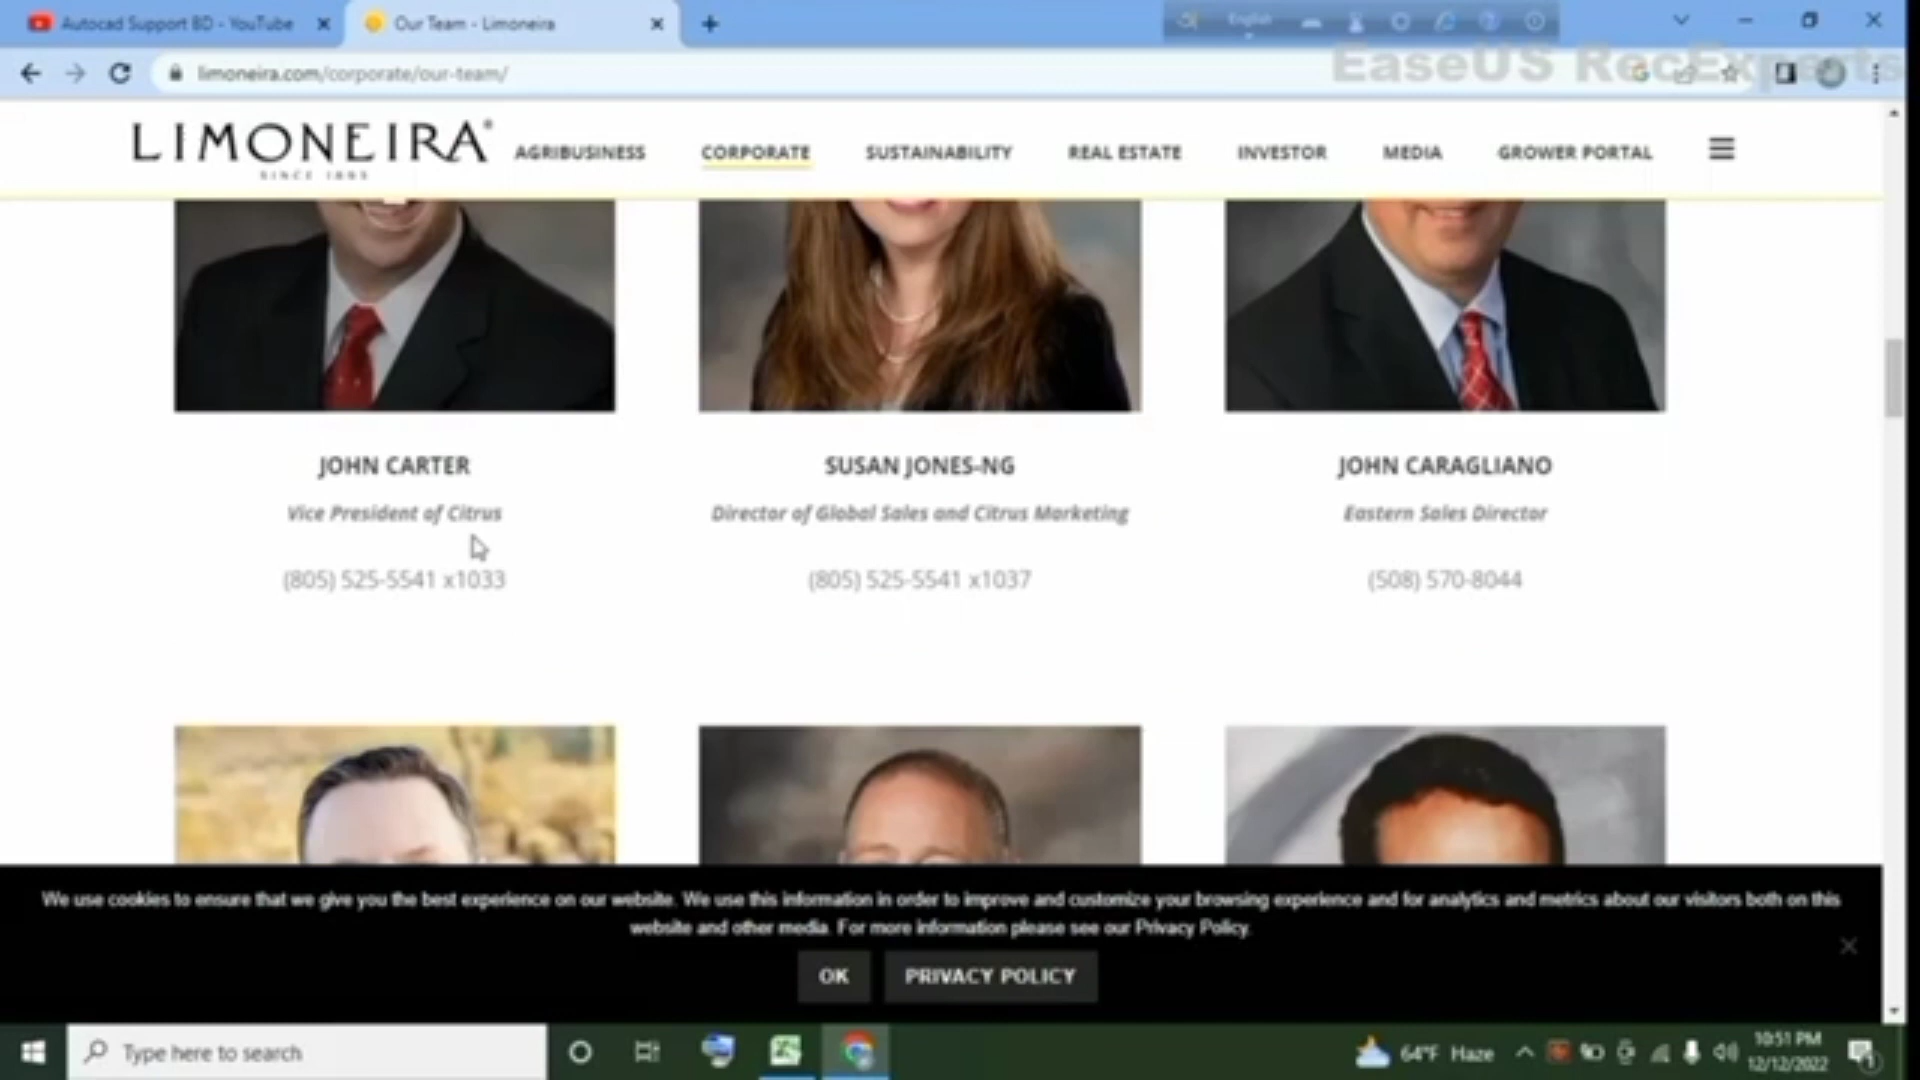 Autocad Support BD - YouTube
Our Team - Limoneira
English
EaseUS RecExperts
limoneira.com/corporate/our-team/
LIMONEIRA®
SINCE 1893
AGRIBUSINESS
CORPORATE
SUSTAINABILITY
REAL ESTATE
INVESTOR
MEDIA
GROWER PORTAL
JOHN CARTER
Vice President of Citrus
(805) 525-5541 x1033
SUSAN JONES-NG
Director of Global Sales and Citrus Marketing
(805) 525-5541 x1037
JOHN CARAGLIANO
Eastern Sales Director
(508) 570-8044
We use cookies to ensure that we give you the best experience on our website. We use this information in order to improve and customize your browsing experience and for analytics and metrics about our visitors both on this
website and other media. For more information please see our Privacy Policy.
OK
PRIVACY POLICY
Type here to search
64°F Haze
10:51 PM
12/12/2022